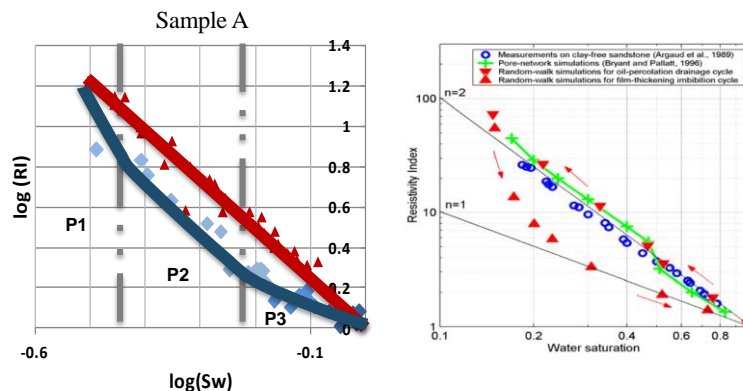 Sample A
1.4
1.2
1
0.8
0.6
0.4
0.2
0
log (RI)
P1
P2
P3
-0.6
-0.1
log(Sw)
Measurements on clay-free sandstone (Argaud et al., 1989)
Pore-network simulations (Bryant and Pallatt, 1996)
Random-walk simulations for oil-percolation drainage cycle
Random-walk simulations for film-thickening imbibition cycle
100
10
1
n=2
n=1
Resistivity Index
0.1
0.2
0.4
0.6
0.8
Water saturation